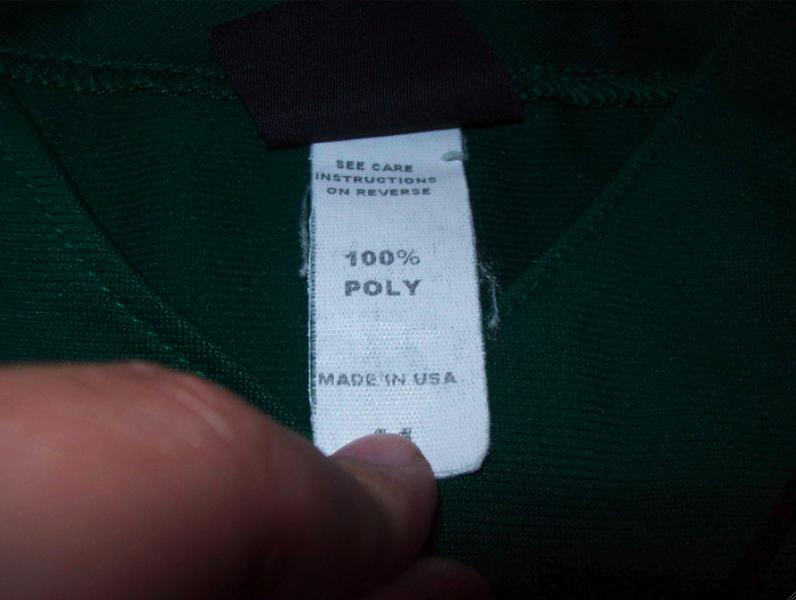 SEE CARE
INSTRUCTIONS
ON REVERSE
100%
POLY
MADE IN USA